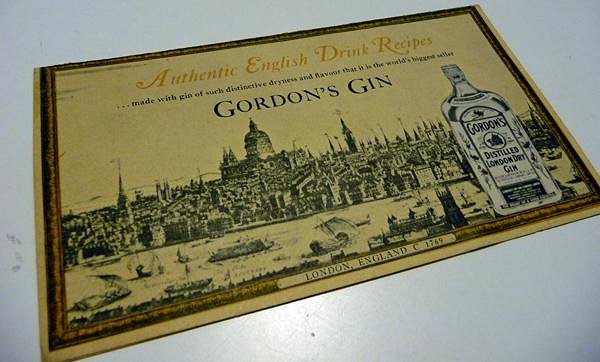 Authentic English Drink Recipes
...made with gin of such distinctive dryness and flavour that it is the world's biggest seller
GORDON'S GIN
GORDON'S
DISTILLED
LONDON DRY
GIN
LONDON, ENGLAND C 1769